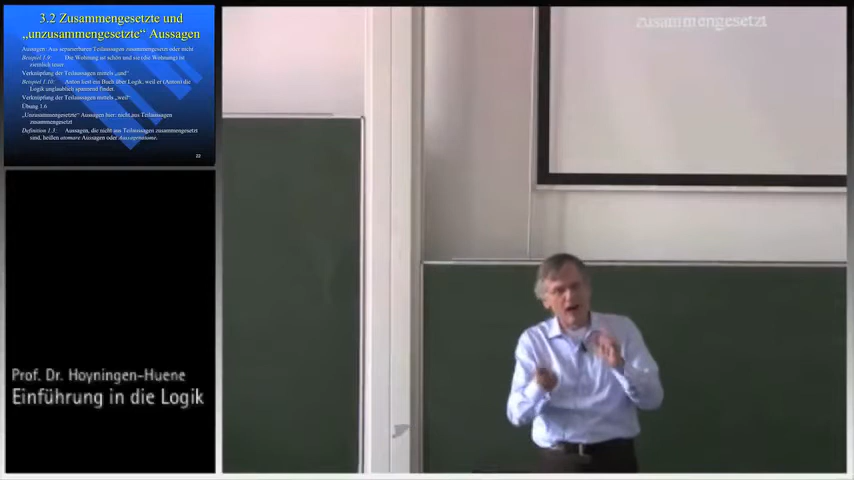 3.2 Zusammengesetzte und
„unzusammengesetzte“ Aussagen
Aussagen: Aus separierbaren Teilaussagen zusammengesetzt oder nicht
Beispiel 1.9: Die Wohnung ist schön und sie (die Wohnung) ist
ziemlich teuer
Verknüpfung der Teilaussagen mittels „und“
Beispiel 1.10: Anton liest ein Buch über Logik, weil er (Anton) die
Logik unglaublich spannend findet.
Verknüpfung der Teilaussagen mittels „weil“
Übung 1.6
„Unzusammengesetzte“ Aussagen hier: nicht aus Teilaussagen
zusammengesetzt
Definition 1.3: Aussagen, die nicht aus Teilaussagen zusammengesetzt
sind, heißen atomare Aussagen oder Aussagenatome.
22
zusammengesetzt
Prof. Dr. Hoyningen-Huene
Einführung in die Logik